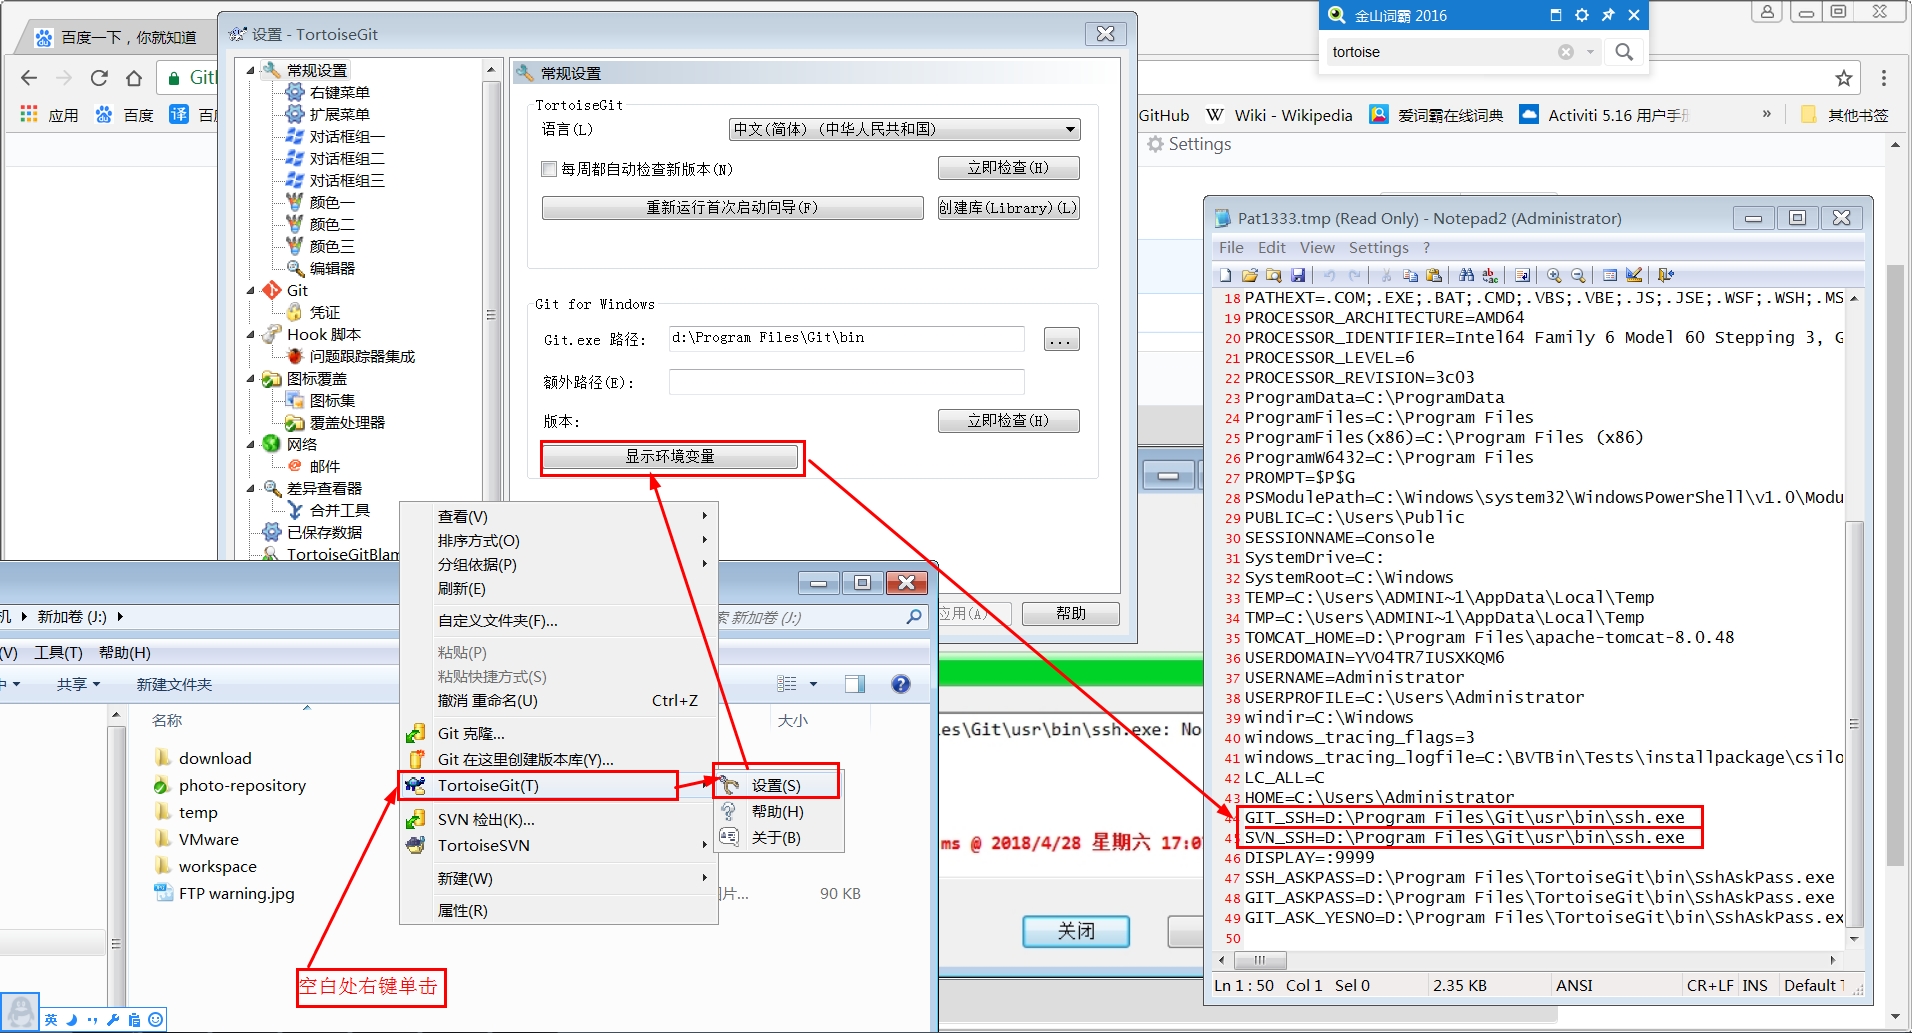 百度一下，你就知道
设置 - TortoiseGit
金山词霸 2016
tortoise
应用
百度
GitHub
Wiki - Wikipedia
爱词霸在线词典
Activiti 5.16 用户手
»
其他书签
Settings
常规设置
右键菜单
扩展菜单
对话框组一
对话框组二
对话框组三
颜色一
颜色二
颜色三
编辑器
Git
凭证
Hook 脚本
问题跟踪器集成
图标覆盖
图标集
覆盖处理器
网络
邮件
差异查看器
合并工具
已保存数据
TortoiseGitBlam
常规设置
TortoiseGit
语言(L)
中文(简体) (中华人民共和国)
每周都自动检查新版本(N)
立即检查(H)
重新运行首次启动向导(F)
创建库(Library)(L)
Git for Windows
Git.exe 路径:
d:\Program Files\Git\bin
...
额外路径(E):
版本:
立即检查(H)
显示环境变量
应用(A)
帮助
查看(V)
排序方式(O)
分组依据(P)
刷新(E)
自定义文件夹(F)...
粘贴(P)
粘贴快捷方式(S)
撤消 重命名(U) Ctrl+Z
Git 克隆...
Git 在这里创建版本库(Y)...
TortoiseGit(T)
SVN 检出(K)...
TortoiseSVN
新建(W)
属性(R)
设置(S)
帮助(H)
关于(B)
机 新加卷 (J:)
索 新加卷 (J:)
(V) 工具(T) 帮助(H)
中 共享 新建文件夹
名称
大小
download
photo-repository
temp
VMware
workspace
FTP warning.jpg
图片...
90 KB
空白处右键单击
英
les\Git\usr\bin\ssh.exe: No
ms @ 2018/4/28 星期六 17:0
关闭
Pat1333.tmp (Read Only) - Notepad2 (Administrator)
File Edit View Settings ?
18 PATHEXT=.COM;.EXE;.BAT;.CMD;.VBS;.VBE;.JS;.JSE;.WSF;.WSH;.MS
19 PROCESSOR_ARCHITECTURE=AMD64
20 PROCESSOR_IDENTIFIER=Intel64 Family 6 Model 60 Stepping 3, G
21 PROCESSOR_LEVEL=6
22 PROCESSOR_REVISION=3c03
23 ProgramData=C:\ProgramData
24 ProgramFiles=C:\Program Files
25 ProgramFiles(x86)=C:\Program Files (x86)
26 ProgramW6432=C:\Program Files
27 PROMPT=$P$G
28 PSModulePath=C:\Windows\system32\WindowsPowerShell\v1.0\Modu
29 PUBLIC=C:\Users\Public
30 SESSIONNAME=Console
31 SystemDrive=C:
32 SystemRoot=C:\Windows
33 TEMP=C:\Users\ADMINI~1\AppData\Local\Temp
34 TMP=C:\Users\ADMINI~1\AppData\Local\Temp
35 TOMCAT_HOME=D:\Program Files\apache-tomcat-8.0.48
36 USERDOMAIN=YVO4TR7IUSXKQM6
37 USERNAME=Administrator
38 USERPROFILE=C:\Users\Administrator
39 windir=C:\Windows
40 windows_tracing_flags=3
41 windows_tracing_logfile=C:\BVTBin\Tests\installpackage\csilo
42 LC_ALL=C
43 HOME=C:\Users\Administrator
GIT_SSH=D:\Program Files\Git\usr\bin\ssh.exe
45 SVN_SSH=D:\Program Files\Git\usr\bin\ssh.exe
46 DISPLAY=:9999
47 SSH_ASKPASS=D:\Program Files\TortoiseGit\bin\SshAskPass.exe
48 GIT_ASKPASS=D:\Program Files\TortoiseGit\bin\SshAskPass.exe
49 GIT_ASK_YESNO=D:\Program Files\TortoiseGit\bin\SshAskPass.ex
50
Ln 1 : 50 Col 1 Sel 0 2.35 KB ANSI CR+LF INS Default